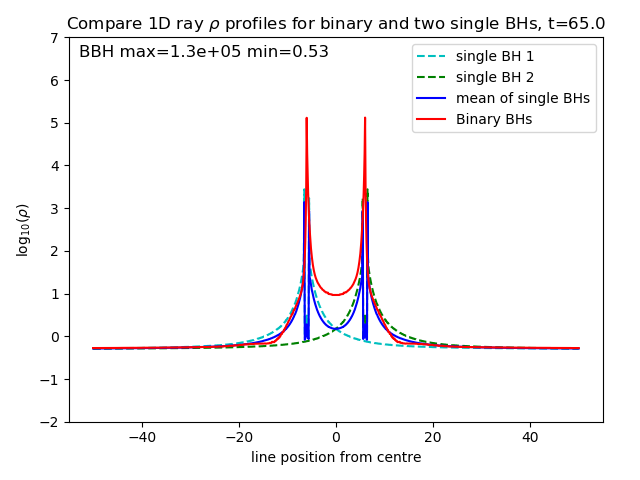 Compare 1D ray ρ profiles for binary and two single BHs, t=65.0
BBH max=1.3e+05 min=0.53
single BH 1
single BH 2
mean of single BHs
Binary BHs
7
6
5
4
3
2
1
0
−1
−2
log₁₀(ρ)
−40 −20 0 20 40
line position from centre